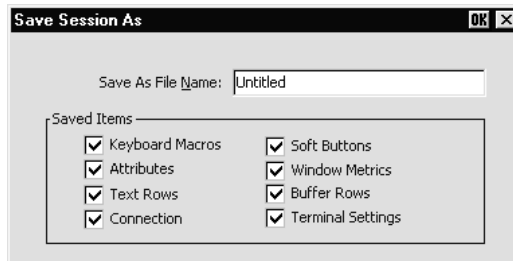 Save Session As OK
Save As File Name: Untitled
Saved Items
Keyboard Macros Soft Buttons
Attributes Window Metrics
Text Rows Buffer Rows
Connection Terminal Settings